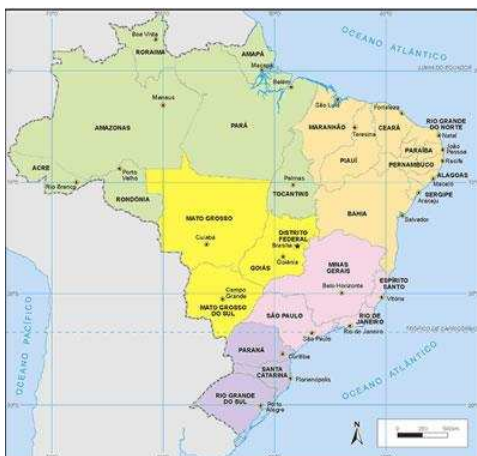 OCEANO ATLÂNTICO
Boa Vista
RORAIMA
AMAPÁ
Macapá
LINHA DO EQUADOR
Belém
Manaus
São Luís
Fortaleza
AMAZONAS
PARÁ
MARANHÃO
CEARÁ
RIO GRANDE
DO NORTE
Teresina
Natal
PARAÍBA
João
Pessoa
PIAUÍ
PERNAMBUCO
Recife
ACRE
Porto
Velho
Rio Branco
Palmas
ALAGOAS
Maceió
TOCANTINS
SERGIPE
Aracaju
RONDÔNIA
MATO GROSSO
BAHIA
Salvador
DISTRITO
FEDERAL
Cuiabá
Brasília
GOIÁS
Goiânia
MINAS
GERAIS
Campo
Grande
Belo Horizonte
ESPÍRITO
SANTO
Vitória
MATO GROSSO
DO SUL
SÃO PAULO
RIO DE
JANEIRO
Rio de Janeiro
São Paulo
TRÓPICO DE CAPRICÓRNIO
OCEANO PACÍFICO
PARANÁ
Curitiba
SANTA
CATARINA
Florianópolis
RIO GRANDE
DO SUL
Porto
Alegre
OCEANO ATLÂNTICO
N